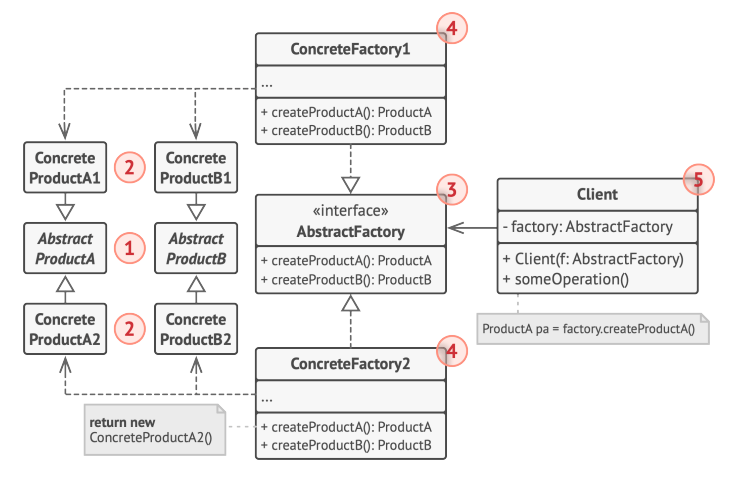 ConcreteFactory1
4
...
+ createProductA(): ProductA
+ createProductB(): ProductB
Concrete
ProductA1
2
Concrete
ProductB1
Abstract
ProductA
1
Abstract
ProductB
Concrete
ProductA2
2
Concrete
ProductB2
3
«interface»
AbstractFactory
+ createProductA(): ProductA
+ createProductB(): ProductB
5
Client
- factory: AbstractFactory
+ Client(f: AbstractFactory)
+ someOperation()
ProductA pa = factory.createProductA()
4
ConcreteFactory2
...
+ createProductA(): ProductA
+ createProductB(): ProductB
return new
ConcreteProductA2()